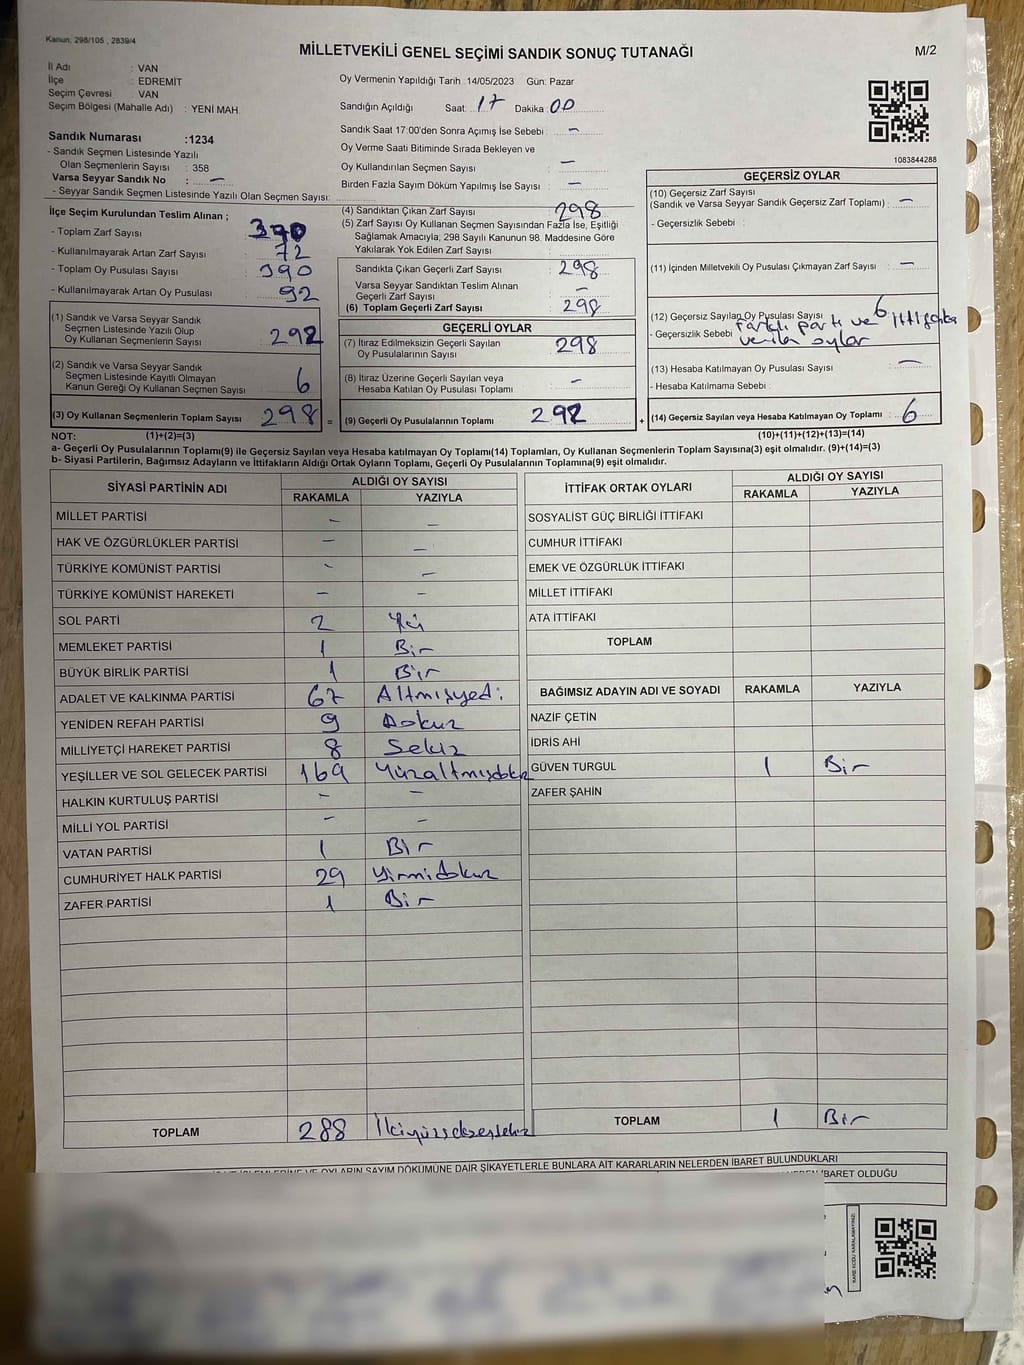 Kanun: 298/105 , 2839/4
MİLLETVEKİLİ GENEL SEÇİMİ SANDIK SONUÇ TUTANAĞI
M/2
İl Adı : VAN
İlçe : EDREMİT
Seçim Çevresi : VAN
Seçim Bölgesi (Mahalle Adı) : YENİ MAH.
Oy Vermenin Yapıldığı Tarih :14/05/2023 Gün: Pazar
Sandığın Açıldığı Saat: 17 Dakika: 00
Sandık Saat 17:00'den Sonra Açımış İse Sebebi : -
Oy Verme Saati Bitiminde Sırada Bekleyen ve
Oy Kullandırılan Seçmen Sayısı : -
Birden Fazla Sayım Döküm Yapılmış İse Sayısı : -
1083844288
Sandık Numarası :1234
- Sandık Seçmen Listesinde Yazılı
Olan Seçmenlerin Sayısı : 358
Varsa Seyyar Sandık No : -
- Seyyar Sandık Seçmen Listesinde Yazılı Olan Seçmen Sayısı:
İlçe Seçim Kurulundan Teslim Alınan ;
- Toplam Zarf Sayısı : 370
- Kullanılmayarak Artan Zarf Sayısı : 72
- Toplam Oy Pusulası Sayısı : 390
- Kullanılmayarak Artan Oy Pusulası : 92
(1) Sandık ve Varsa Seyyar Sandık
Seçmen Listesinde Yazılı Olup
Oy Kullanan Seçmenlerin Sayısı : 292
(2) Sandık ve Varsa Seyyar Sandık
Seçmen Listesinde Kayıtlı Olmayan
Kanun Gereği Oy Kullanan Seçmen Sayısı : 6
(3) Oy Kullanan Seçmenlerin Toplam Sayısı : 298 =
(4) Sandıktan Çıkan Zarf Sayısı : 298
(5) Zarf Sayısı Oy Kullanan Seçmen Sayısından Fazla İse, Eşitliği
Sağlamak Amacıyla, 298 Sayılı Kanunun 98. Maddesine Göre
Yakılarak Yok Edilen Zarf Sayısı :
Sandıkta Çıkan Geçerli Zarf Sayısı : 298
Varsa Seyyar Sandıktan Teslim Alınan
Geçerli Zarf Sayısı : -
(6) Toplam Geçerli Zarf Sayısı : 298
GEÇERLİ OYLAR
(7) İtiraz Edilmeksizin Geçerli Sayılan
Oy Pusulalarının Sayısı : 298
(8) İtiraz Üzerine Geçerli Sayılan veya
Hesaba Katılan Oy Pusulası Toplamı : -
(9) Geçerli Oy Pusulalarının Toplamı : 292 +
GEÇERSİZ OYLAR
(10) Geçersiz Zarf Sayısı
(Sandık ve Varsa Seyyar Sandık Geçersiz Zarf Toplamı) : -
- Geçersizlik Sebebi :
(11) İçinden Milletvekili Oy Pusulası Çıkmayan Zarf Sayısı : -
(12) Geçersiz Sayılan Oy Pusulası Sayısı : 6
- Geçersizlik Sebebi : Farklı parti ve ittifaka
verilen oylar
(13) Hesaba Katılmayan Oy Pusulası Sayısı : -
- Hesaba Katılmama Sebebi :
(14) Geçersiz Sayılan veya Hesaba Katılmayan Oy Toplamı : 6
NOT: (1)+(2)=(3) (10)+(11)+(12)+(13)=(14)
a- Geçerli Oy Pusulalarının Toplamı(9) ile Geçersiz Sayılan veya Hesaba katılmayan Oy Toplamı(14) Toplamları, Oy Kullanan Seçmenlerin Toplam Sayısına(3) eşit olmalıdır. (9)+(14)=(3)
b- Siyasi Partilerin, Bağımsız Adayların ve İttifakların Aldığı Ortak Oyların Toplamı, Geçerli Oy Pusulalarının Toplamına(9) eşit olmalıdır.
SİYASİ PARTİNİN ADI ALDIĞI OY SAYISI
RAKAMLA YAZIYLA
MİLLET PARTİSİ - -
HAK VE ÖZGÜRLÜKLER PARTİSİ - -
TÜRKİYE KOMÜNİST PARTİSİ - -
TÜRKİYE KOMÜNİST HAREKETİ - -
SOL PARTİ 2 iki
MEMLEKET PARTİSİ 1 Bir
BÜYÜK BİRLİK PARTİSİ 1 Bir
ADALET VE KALKINMA PARTİSİ 67 Altmışyedi
YENİDEN REFAH PARTİSİ 9 Dokuz
MİLLİYETÇİ HAREKET PARTİSİ 8 Sekiz
YEŞİLLER VE SOL GELECEK PARTİSİ 169 Yüzaltmışdokuz
HALKIN KURTULUŞ PARTİSİ - -
MİLLİ YOL PARTİSİ - -
VATAN PARTİSİ 1 Bir
CUMHURİYET HALK PARTİSİ 29 Yirmidokuz
ZAFER PARTİSİ 1 Bir
TOPLAM 288 İkiyüzseksensekiz
İTTİFAK ORTAK OYLARI ALDIĞI OY SAYISI
RAKAMLA YAZIYLA
SOSYALİST GÜÇ BİRLİĞİ İTTİFAKI
CUMHUR İTTİFAKI
EMEK VE ÖZGÜRLÜK İTTİFAKI
MİLLET İTTİFAKI
ATA İTTİFAKI
TOPLAM
BAĞIMSIZ ADAYIN ADI VE SOYADI RAKAMLA YAZIYLA
NAZİF ÇETİN
İDRİS AHİ
GÜVEN TURGUL 1 Bir
ZAFER ŞAHİN
TOPLAM 1 Bir
OYLARIN SAYIM DÖKÜMÜNE DAİR ŞİKAYETLERLE BUNLARA AİT KARARLARIN NELERDEN İBARET BULUNDUKLARI
İBARET OLDUĞU